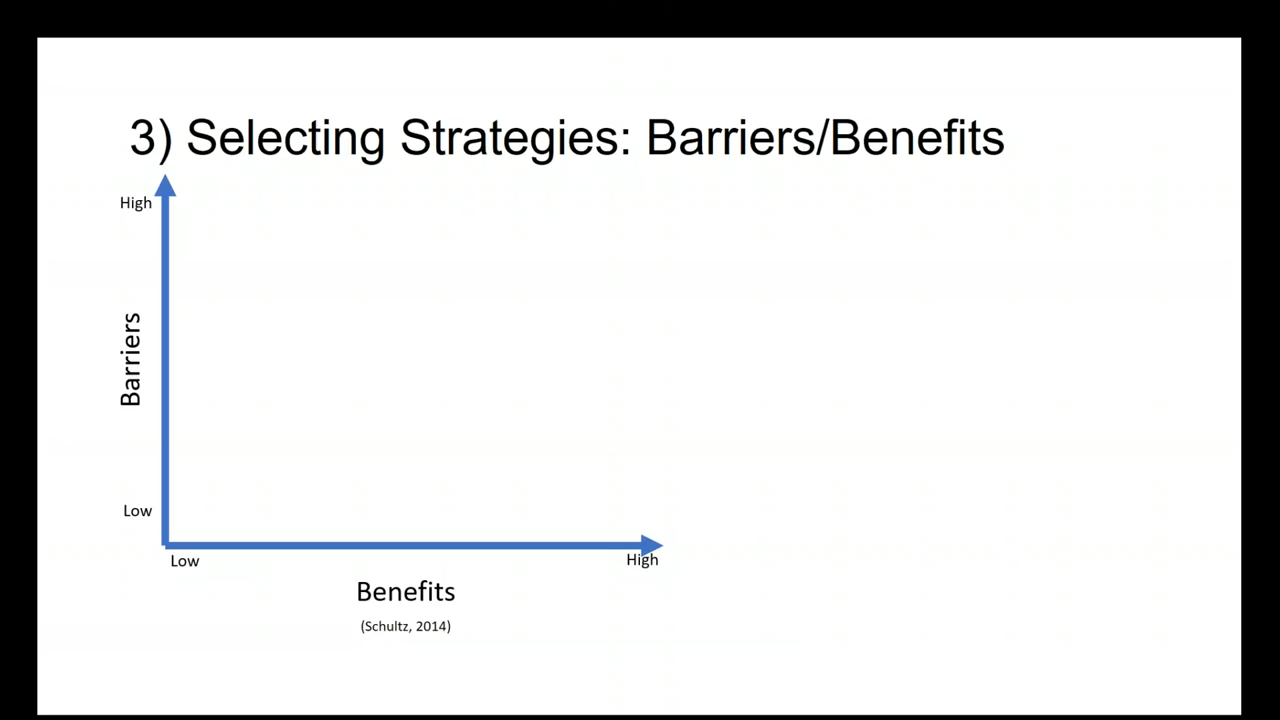 3) Selecting Strategies: Barriers/Benefits
High
Barriers
Low
Low
High
Benefits
(Schultz, 2014)